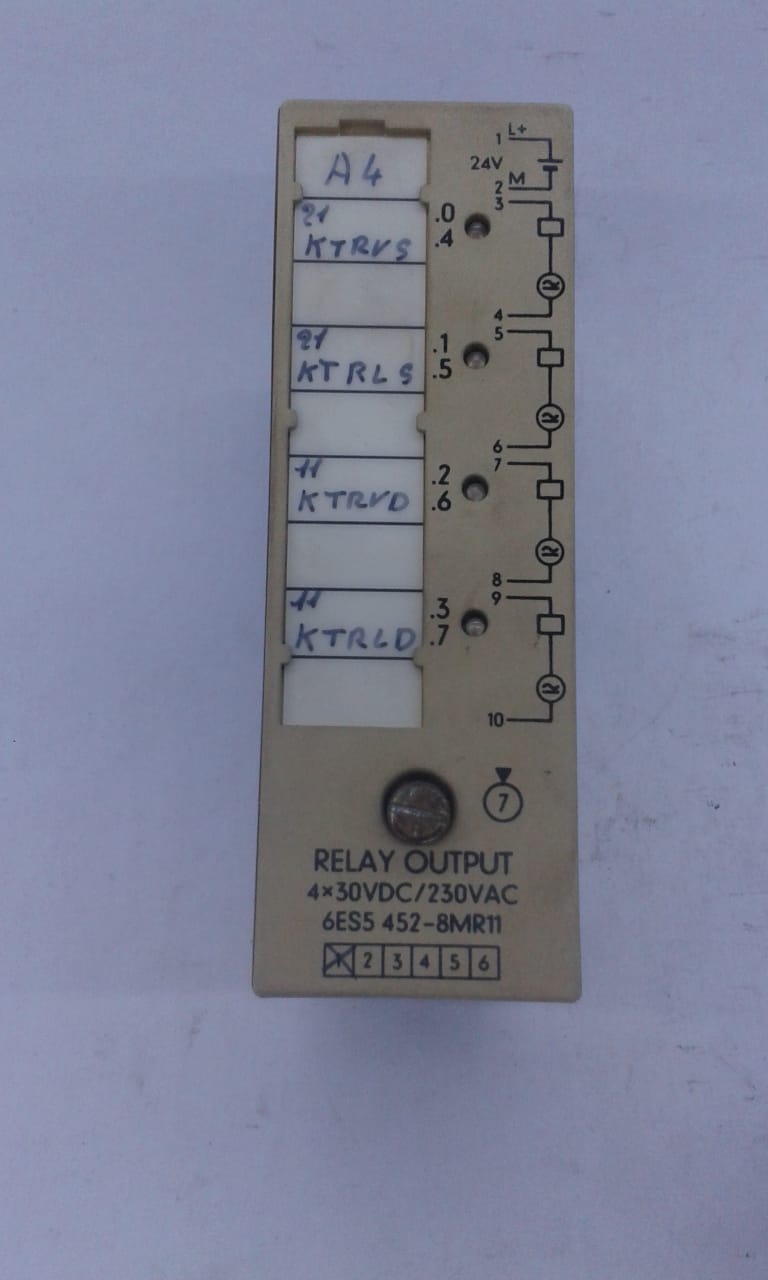 A4
21
KTRVS
21
KTRLS
11
KTRVD
11
KTRLD
.0
.4
.1
.5
.2
.6
.3
.7
1 L+
24V
2 M
3
4
5
6
7
8
9
10
7
RELAY OUTPUT
4×30VDC/230VAC
6ES5 452-8MR11
1 2 3 4 5 6